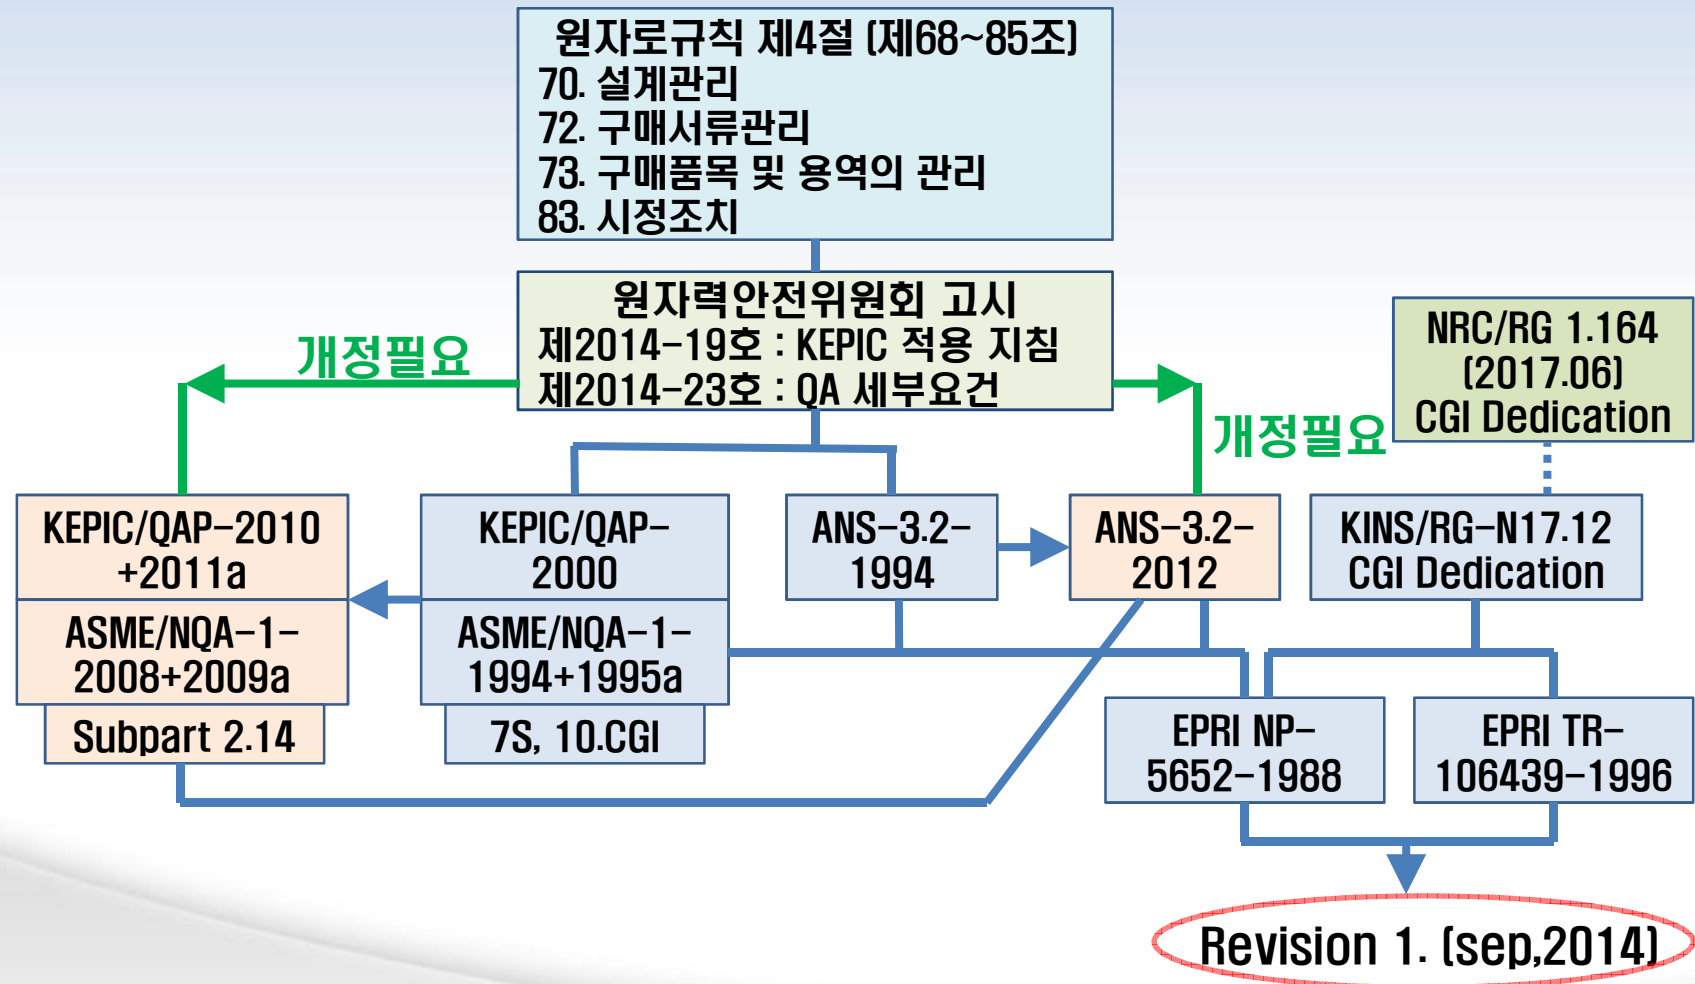 원자로규칙 제4절 (제68~85조)
70. 설계관리
72. 구매서류관리
73. 구매품목 및 용역의 관리
83. 시정조치
원자력안전위원회 고시
제2014-19호 : KEPIC 적용 지침
제2014-23호 : QA 세부요건
개정필요
개정필요
NRC/RG 1.164
(2017.06)
CGI Dedication
KEPIC/QAP-2010
+2011a
ASME/NQA-1-
2008+2009a
Subpart 2.14
KEPIC/QAP-
2000
ASME/NQA-1-
1994+1995a
7S, 10.CGI
ANS-3.2-
1994
ANS-3.2-
2012
KINS/RG-N17.12
CGI Dedication
EPRI NP-
5652-1988
EPRI TR-
106439-1996
Revision 1. (sep,2014)